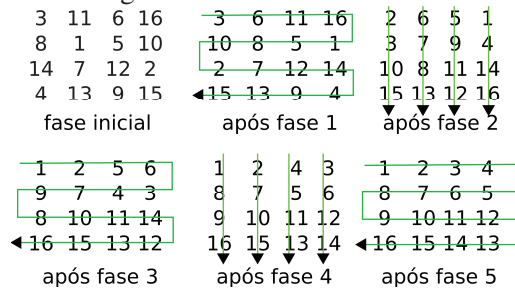 3 11 6 16
8 1 5 10
14 7 12 2
4 13 9 15
fase inicial
3 6 11 16
10 8 5 1
2 7 12 14
15 13 9 4
após fase 1
2 6 5 1
3 7 9 4
10 8 11 14
15 13 12 16
após fase 2
1 2 5 6
9 7 4 3
8 10 11 14
16 15 13 12
após fase 3
1 2 4 3
8 7 5 6
9 10 11 12
16 15 13 14
após fase 4
1 2 3 4
8 7 6 5
9 10 11 12
16 15 14 13
após fase 5